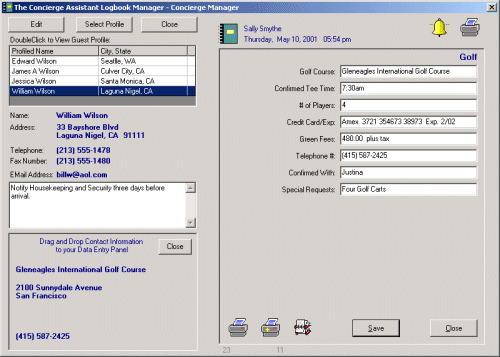 The Concierge Assistant Logbook Manager - Concierge Manager
Edit
Select Profile
Close
DoubleClick to View Guest Profile:
Profiled Name City, State
Edward Wilson Seattle, WA
James A Wilson Culver City, CA
Jessica Wilson Santa Monica, CA
William Wilson Laguna Nigel, CA
Name: William Wilson
Address: 33 Bayshore Blvd
Laguna Nigel, CA 91111
Telephone: (213) 555-1478
Fax Number: (213) 555-1480
EMail Address: billw@aol.com
Notify Housekeeping and Security three days before
arrival.
Drag and Drop Contact Information
to your Data Entry Panel
Close
Gleneagles International Golf Course
2100 Sunnydale Avenue
San Francisco
(415) 587-2425
Sally Smythe
Thursday, May 10, 2001 05:54 pm
Golf
Golf Course: Gleneagles International Golf Course
Confirmed Tee Time: 7:30am
# of Players: 4
Credit Card/Exp: Amex 3721 354673 38973 Exp. 2/02
Green Fees: 480.00 plus tax
Telephone #: (415) 587-2425
Confirmed With: Justina
Special Requests: Four Golf Carts
Save
Close
23 11